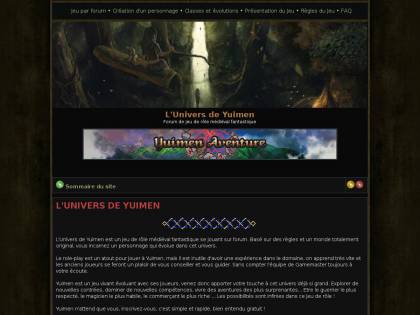 Jeu par forum • Création d'un personnage • Classes et évolutions • Présentation du Jeu • Règles du Jeu • FAQ
L'Univers de Yuimen
Forum de jeu de rôle médiéval fantastique
Yuimen Aventure
Sommaire du site
L'UNIVERS DE YUIMEN
L'Univers de Yuimen est un jeu de rôle médiéval fantastique se jouant sur forum. Basé sur des règles et un monde totalement
original, vous incarnez un personnage qui évolue dans cet univers.
Le role-play est un atout pour jouer à Yuimen, mais il est inutile d'avoir une expérience dans le domaine, on apprend très vite et
les anciens joueurs se feront un plaisir de vous conseiller et vous guider. Sans compter l'équipe de Gamemaster toujours à
votre écoute.
Yuimen est un jeu vivant évoluant avec ses joueurs, venez donc apporter votre touche à cet univers déjà si grand. Explorer de
nouvelles contrées, dominer de nouvelles compétences, vivre des aventures des plus surprenantes... Etre le guerrier le plus
respecté, le magicien le plus habile, le commerçant le plus riche ... Les possibilités sont infinies dans ce jeu de rôle !
Yuimen n'attend que vous, inscrivez-vous, c'est simple et rapide, bien entendu gratuit !